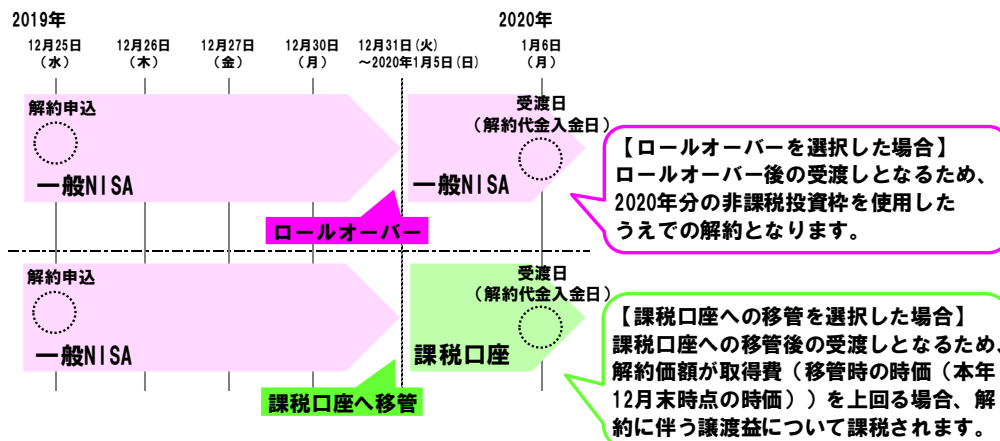 2019年
2020年
12月25日
（水）
12月26日
（木）
12月27日
（金）
12月30日
（月）
12月31日(火)
～2020年1月5日(日)
1月6日
（月）
解約申込
一般NISA
ロールオーバー
受渡日
（解約代金入金日）
一般NISA
【ロールオーバーを選択した場合】
ロールオーバー後の受渡しとなるため、
2020年分の非課税投資枠を使用した
うえでの解約となります。
解約申込
一般NISA
課税口座へ移管
受渡日
（解約代金入金日）
課税口座
【課税口座への移管を選択した場合】
課税口座への移管後の受渡しとなるため、
解約価額が取得費（移管時の時価（本年
12月末時点の時価））を上回る場合、解
約に伴う譲渡益について課税されます。